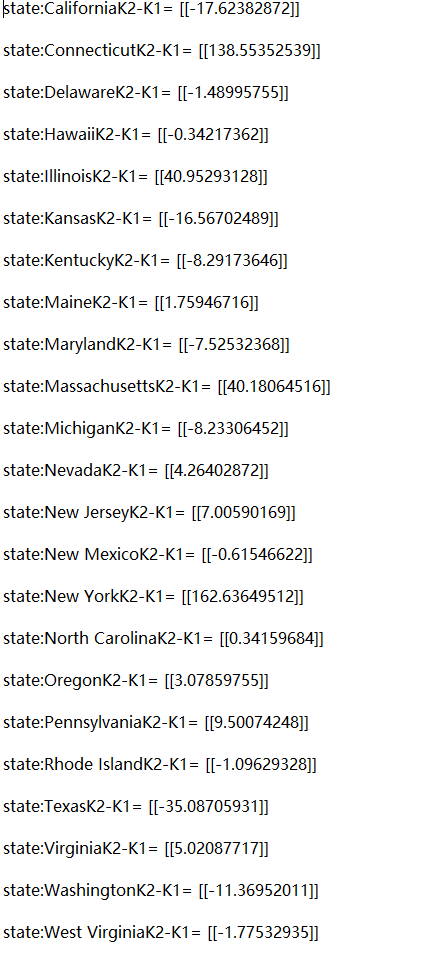 state:CaliforniaK2-K1= [[-17.62382872]]
state:ConnecticutK2-K1= [[138.55352539]]
state:DelawareK2-K1= [[-1.48995755]]
state:HawaiiK2-K1= [[-0.34217362]]
state:IllinoisK2-K1= [[40.95293128]]
state:KansasK2-K1= [[-16.56702489]]
state:KentuckyK2-K1= [[-8.29173646]]
state:MaineK2-K1= [[1.75946716]]
state:MarylandK2-K1= [[-7.52532368]]
state:MassachusettsK2-K1= [[40.18064516]]
state:MichiganK2-K1= [[-8.23306452]]
state:NevadaK2-K1= [[4.26402872]]
state:New JerseyK2-K1= [[7.00590169]]
state:New MexicoK2-K1= [[-0.61546622]]
state:New YorkK2-K1= [[162.63649512]]
state:North CarolinaK2-K1= [[0.34159684]]
state:OregonK2-K1= [[3.07859755]]
state:PennsylvaniaK2-K1= [[9.50074248]]
state:Rhode IslandK2-K1= [[-1.09629328]]
state:TexasK2-K1= [[-35.08705931]]
state:VirginiaK2-K1= [[5.02087717]]
state:WashingtonK2-K1= [[-11.36952011]]
state:West VirginiaK2-K1= [[-1.77532935]]